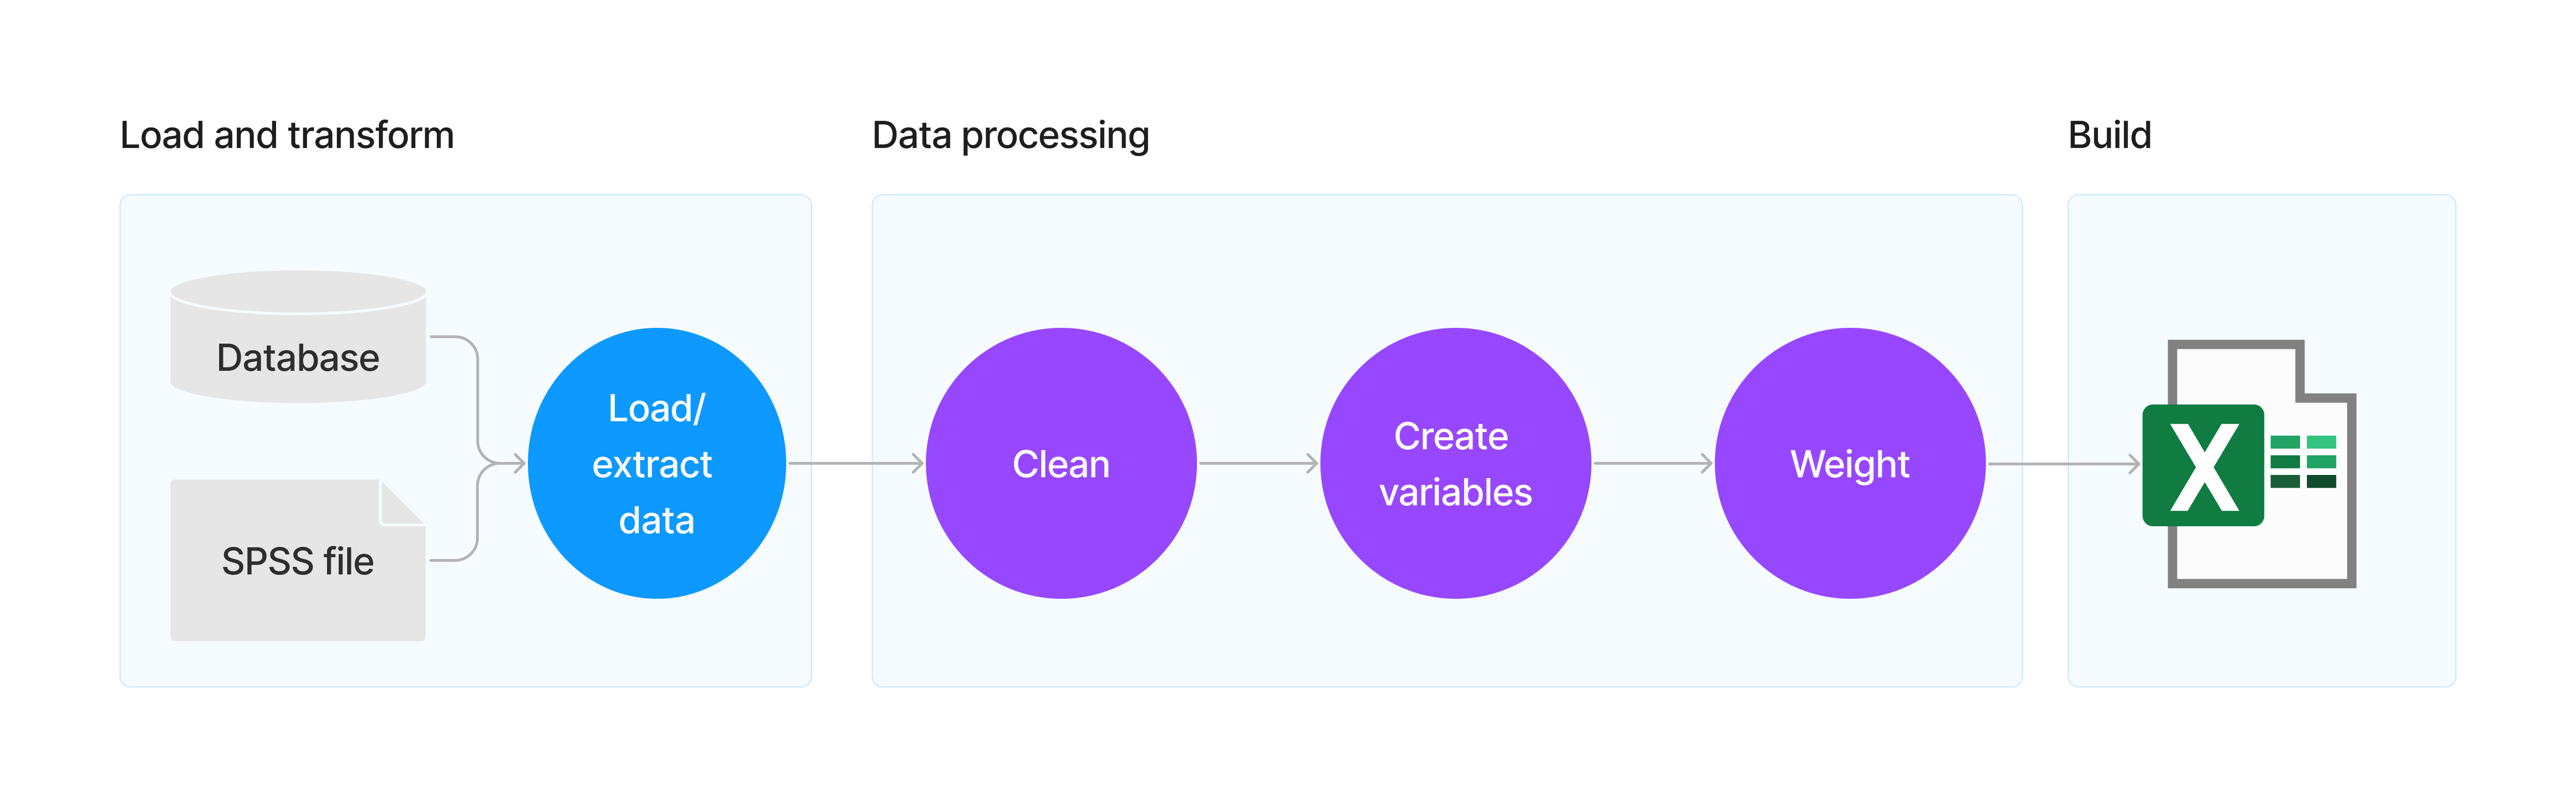 Load and transform
Data processing
Build
Database
SPSS file
Load/
extract
data
Clean
Create
variables
Weight
X